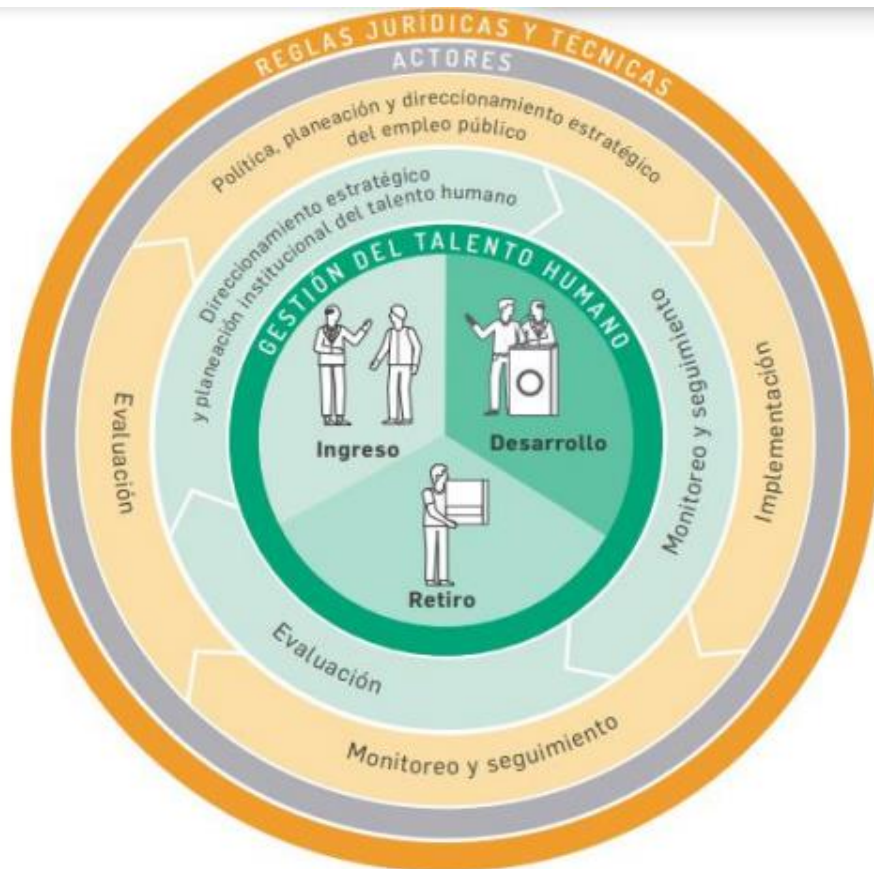 REGLAS JURÍDICAS Y TÉCNICAS
ACTORES
Política, planeación y direccionamiento estratégico
del empleo público
Direccionamiento estratégico
y planeación institucional del talento humano
GESTIÓN DEL TALENTO HUMANO
Ingreso
Desarrollo
Retiro
Monitoreo y seguimiento
Implementación
Evaluación
Evaluación
Monitoreo y seguimiento